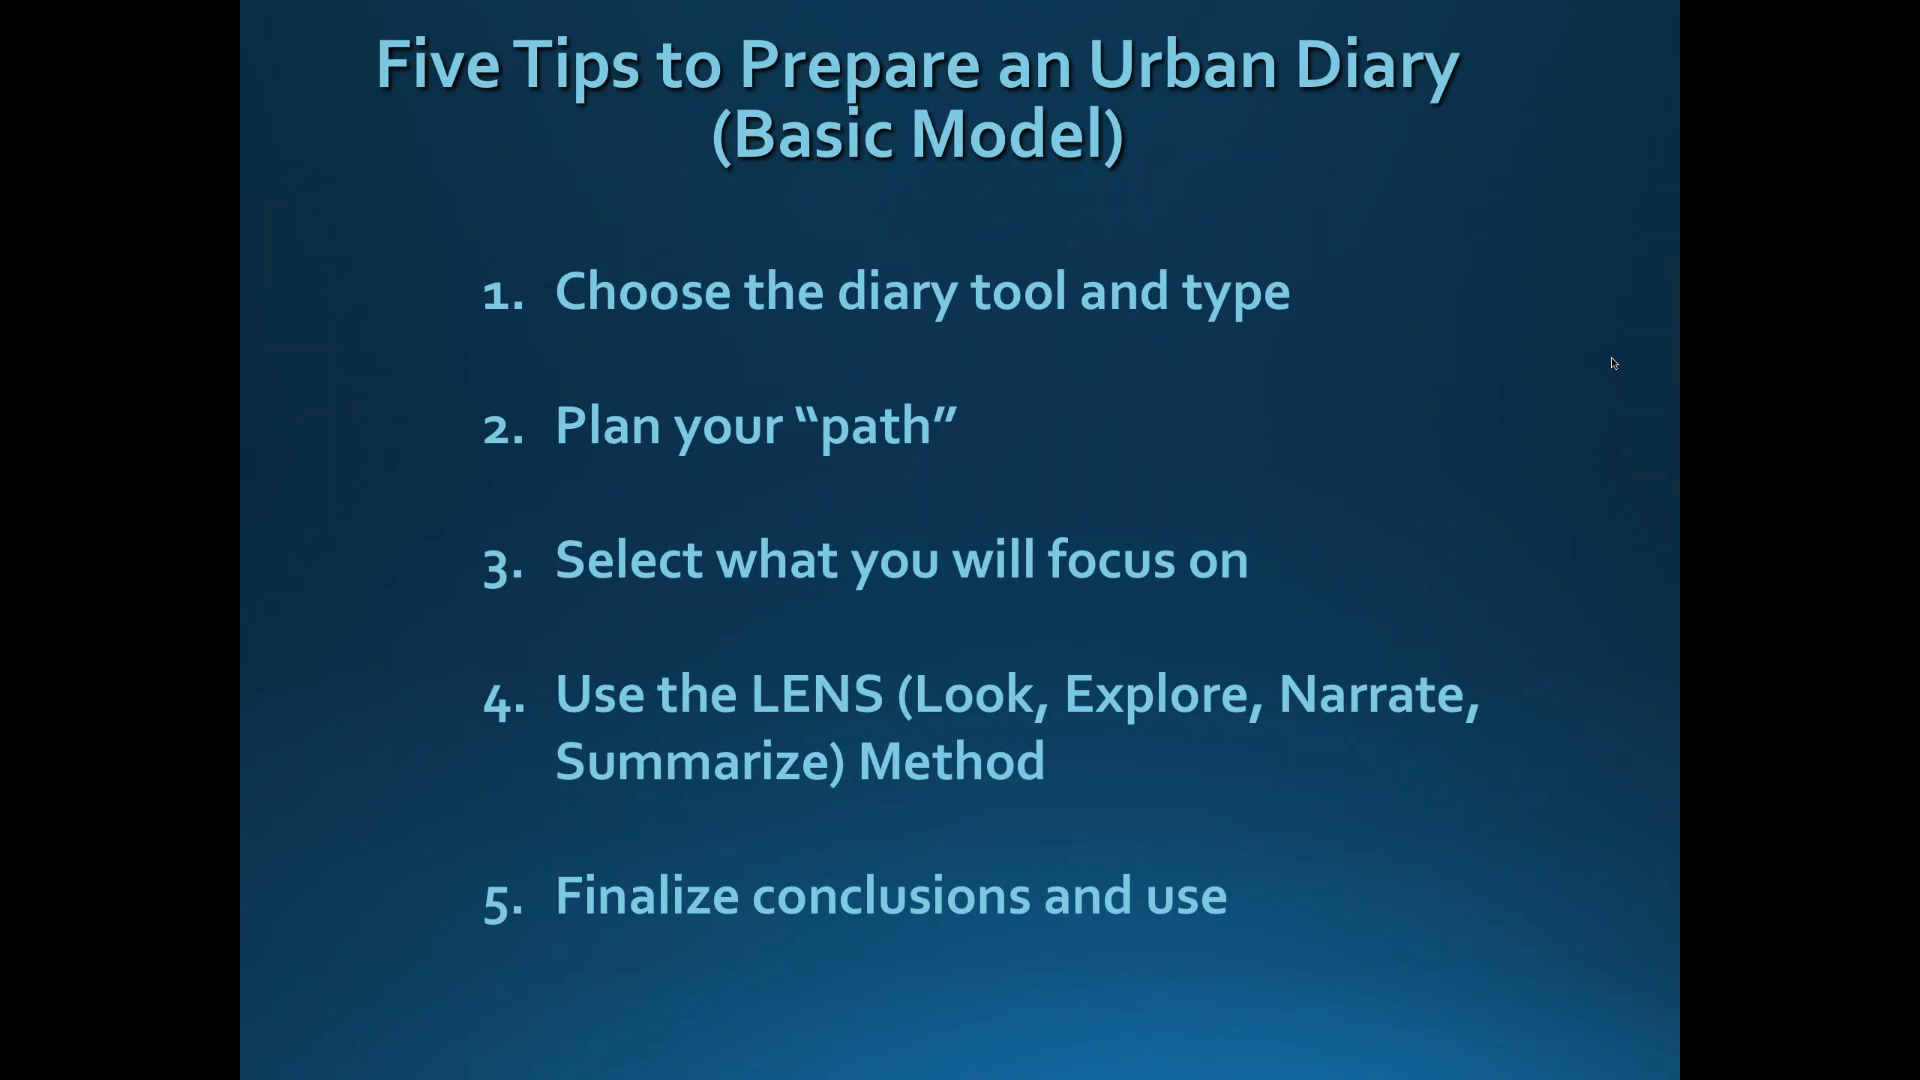 Five Tips to Prepare an Urban Diary
(Basic Model)
1. Choose the diary tool and type
2. Plan your “path”
3. Select what you will focus on
4. Use the LENS (Look, Explore, Narrate,
Summarize) Method
5. Finalize conclusions and use